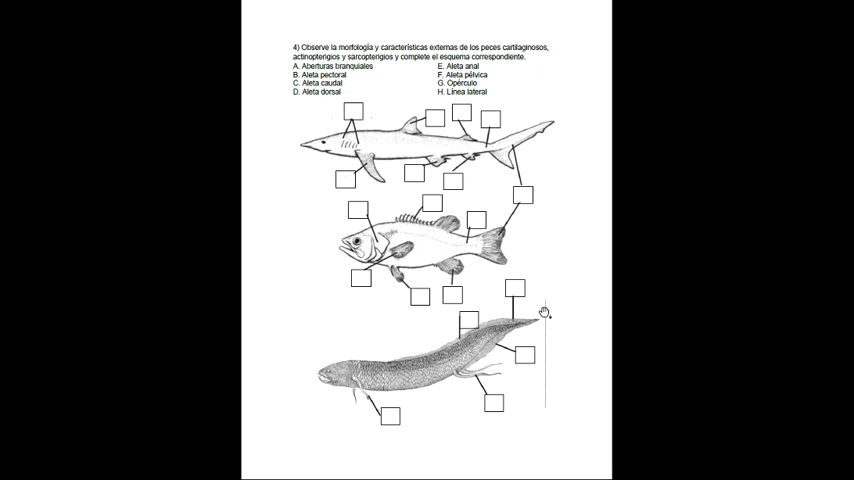 4) Observe la morfología y características externas de los peces cartilaginosos,
actinopterigios y sarcopterigios y complete el esquema correspondiente.
A. Aberturas branquiales
B. Aleta pectoral
C. Aleta caudal
D. Aleta dorsal
E. Aleta anal
F. Aleta pélvica
G. Opérculo
H. Línea lateral